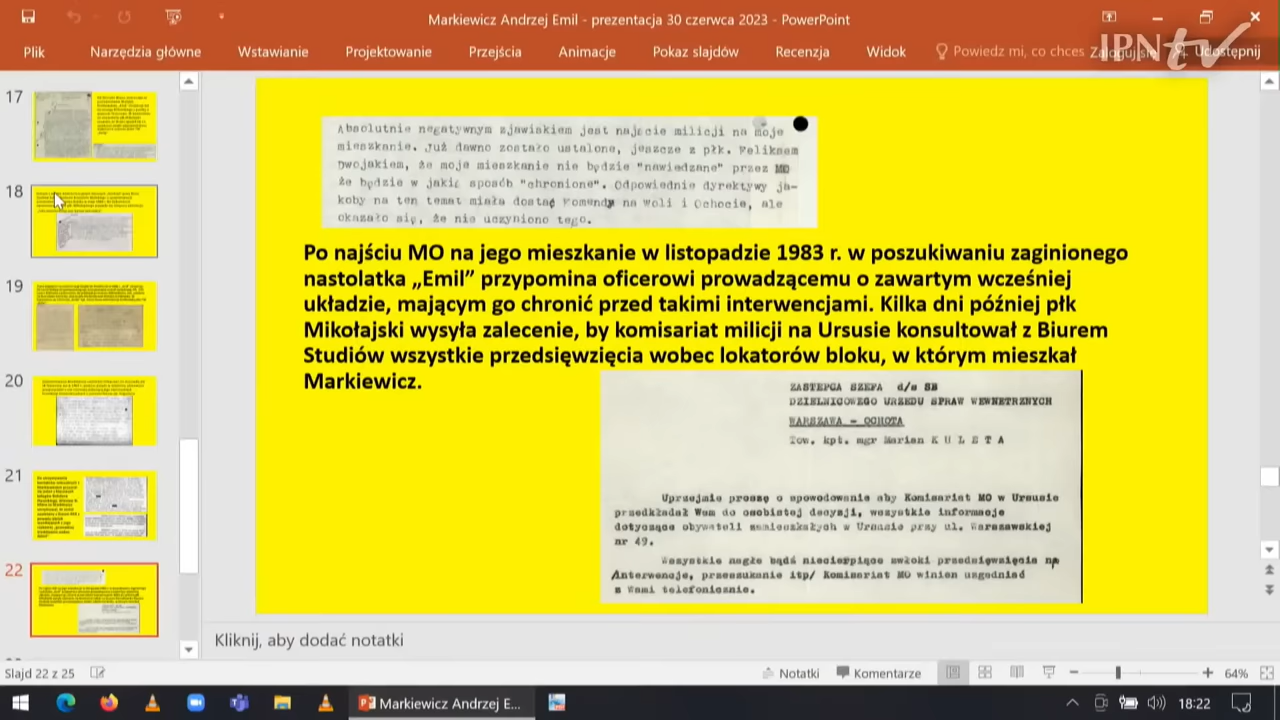 Markiewicz Andrzej Emil - prezentacja 30 czerwca 2023 - PowerPoint
IPNtv
Plik Narzędzia główne Wstawianie Projektowanie Przejścia Animacje Pokaz slajdów Recenzja Widok Powiedz mi, co chces Zaloguj się Udostępnij
17
18
19
20
21
22
Absolutnie negatywnym zjawiskiem jest najście milicji na moje
mieszkanie. Już dawno zostało ustalone, jeszcze z płk. Feliksem
Dwojakiem, że moje mieszkanie nie będzie "nawiedzane" przez MO
że będzie w jakiś sposób "chronione". Odpowiednie dyrektywy ja-
koby na ten temat miała dostać Komendy na Woli i Ochocie, ale
okazało się, że nie uczyniono tego.
Po najściu MO na jego mieszkanie w listopadzie 1983 r. w poszukiwaniu zaginionego
nastolatka „Emil” przypomina oficerowi prowadzącemu o zawartym wcześniej
układzie, mającym go chronić przed takimi interwencjami. Kilka dni później płk
Mikołajski wysyła zalecenie, by komisariat milicji na Ursusie konsultował z Biurem
Studiów wszystkie przedsięwzięcia wobec lokatorów bloku, w którym mieszkał
Markiewicz.
ZASTĘPCA SZEFA d/s SB
DZIELNICOWEGO URZĘDU SPRAW WEWNĘTRZNYCH
WARSZAWA - OCHOTA
Tow. kpt. mgr Marian K U L E T A
Uprzejmie proszę o spowodowanie aby Komisariat MO w Ursusie
przedkładał Wam do osobistej decyzji, wszystkie informacje
dotyczące obywateli zamieszkałych w Ursusie przy ul. Warszawskiej
nr 49.
Wszystkie nagłe bądź niecierpiące zwłoki przedsięwzięcia np
/interwencje, przeszukanie itp/ Komisariat MO winien uzgadniać
z Wami telefonicznie.
Kliknij, aby dodać notatki
Slajd 22 z 25 Notatki Komentarze 64%
Markiewicz Andrzej E... 18:22